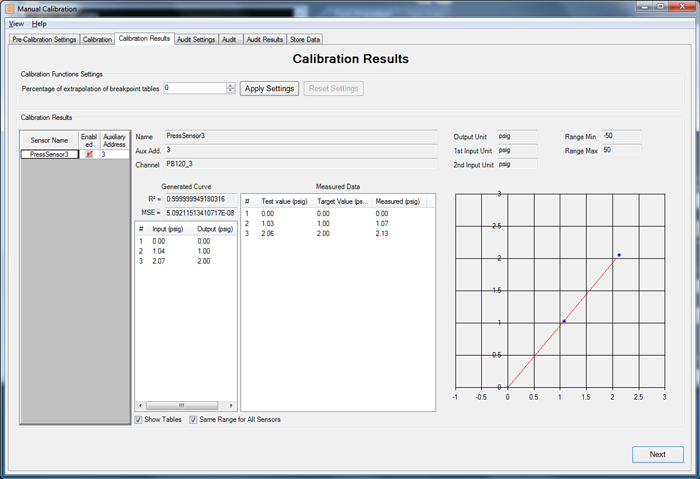 Manual Calibration
View Help
Pre-Calibration Settings Calibration Calibration Results Audit Settings Audit Audit Results Store Data
Calibration Results
Calibration Functions Settings
Percentage of extrapolation of breakpoint tables 0 Apply Settings Reset Settings
Calibration Results
Sensor Name Enabl ed Auxiliary Address
PressSensor3 3
Name PressSensor3
Aux Add. 3
Channel PB120_3
Output Unit psig Range Min -50
1st Input Unit psig Range Max 50
2nd Input Unit psig
Generated Curve
R² = 0.999999949180316
MSE = 5.09211513410717E-08
# Input (psig) Output (psig)
1 0.00 0.00
2 1.04 1.00
3 2.07 2.00
Measured Data
# Test value (psig) Target Value (ps... Measured (psig)
1 0.00 0.00 0.00
2 1.03 1.00 1.07
3 2.06 2.00 2.13
3
2.5
2
1.5
1
0.5
0
-1 -0.5 0 0.5 1 1.5 2 2.5 3
Show Tables Same Range for All Sensors
Next